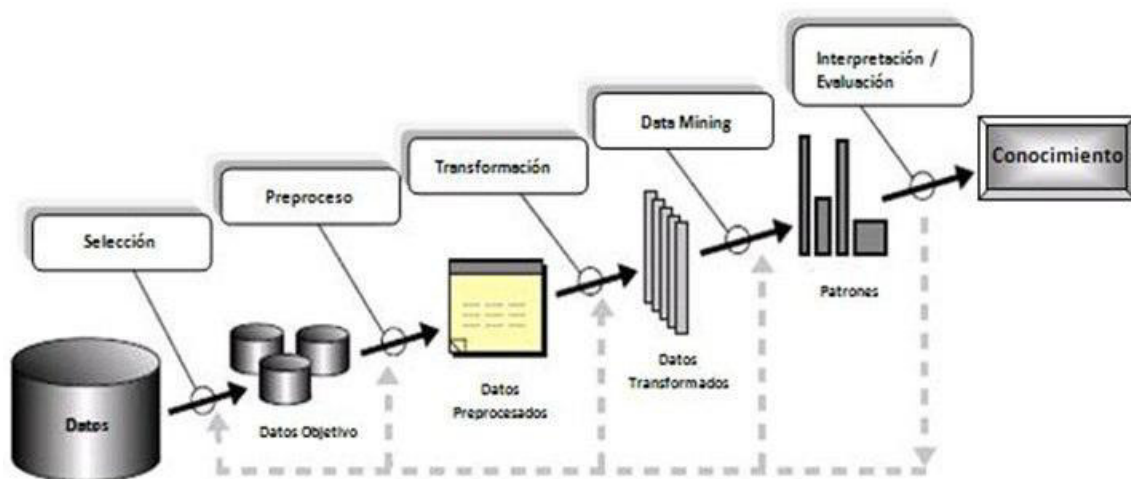 Interpretación /
Evaluación
Data Mining
Transformación
Preproceso
Selección
Conocimiento
Patrones
Datos
Transformados
Datos
Preprocesados
Datos Objetivo
Datos